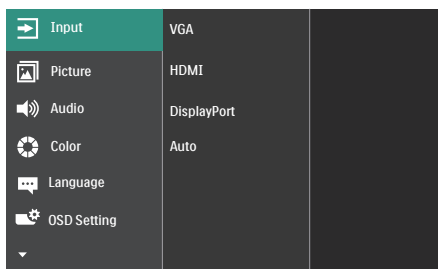 Input
Picture
Audio
Color
Language
OSD Setting
VGA
HDMI
DisplayPort
Auto